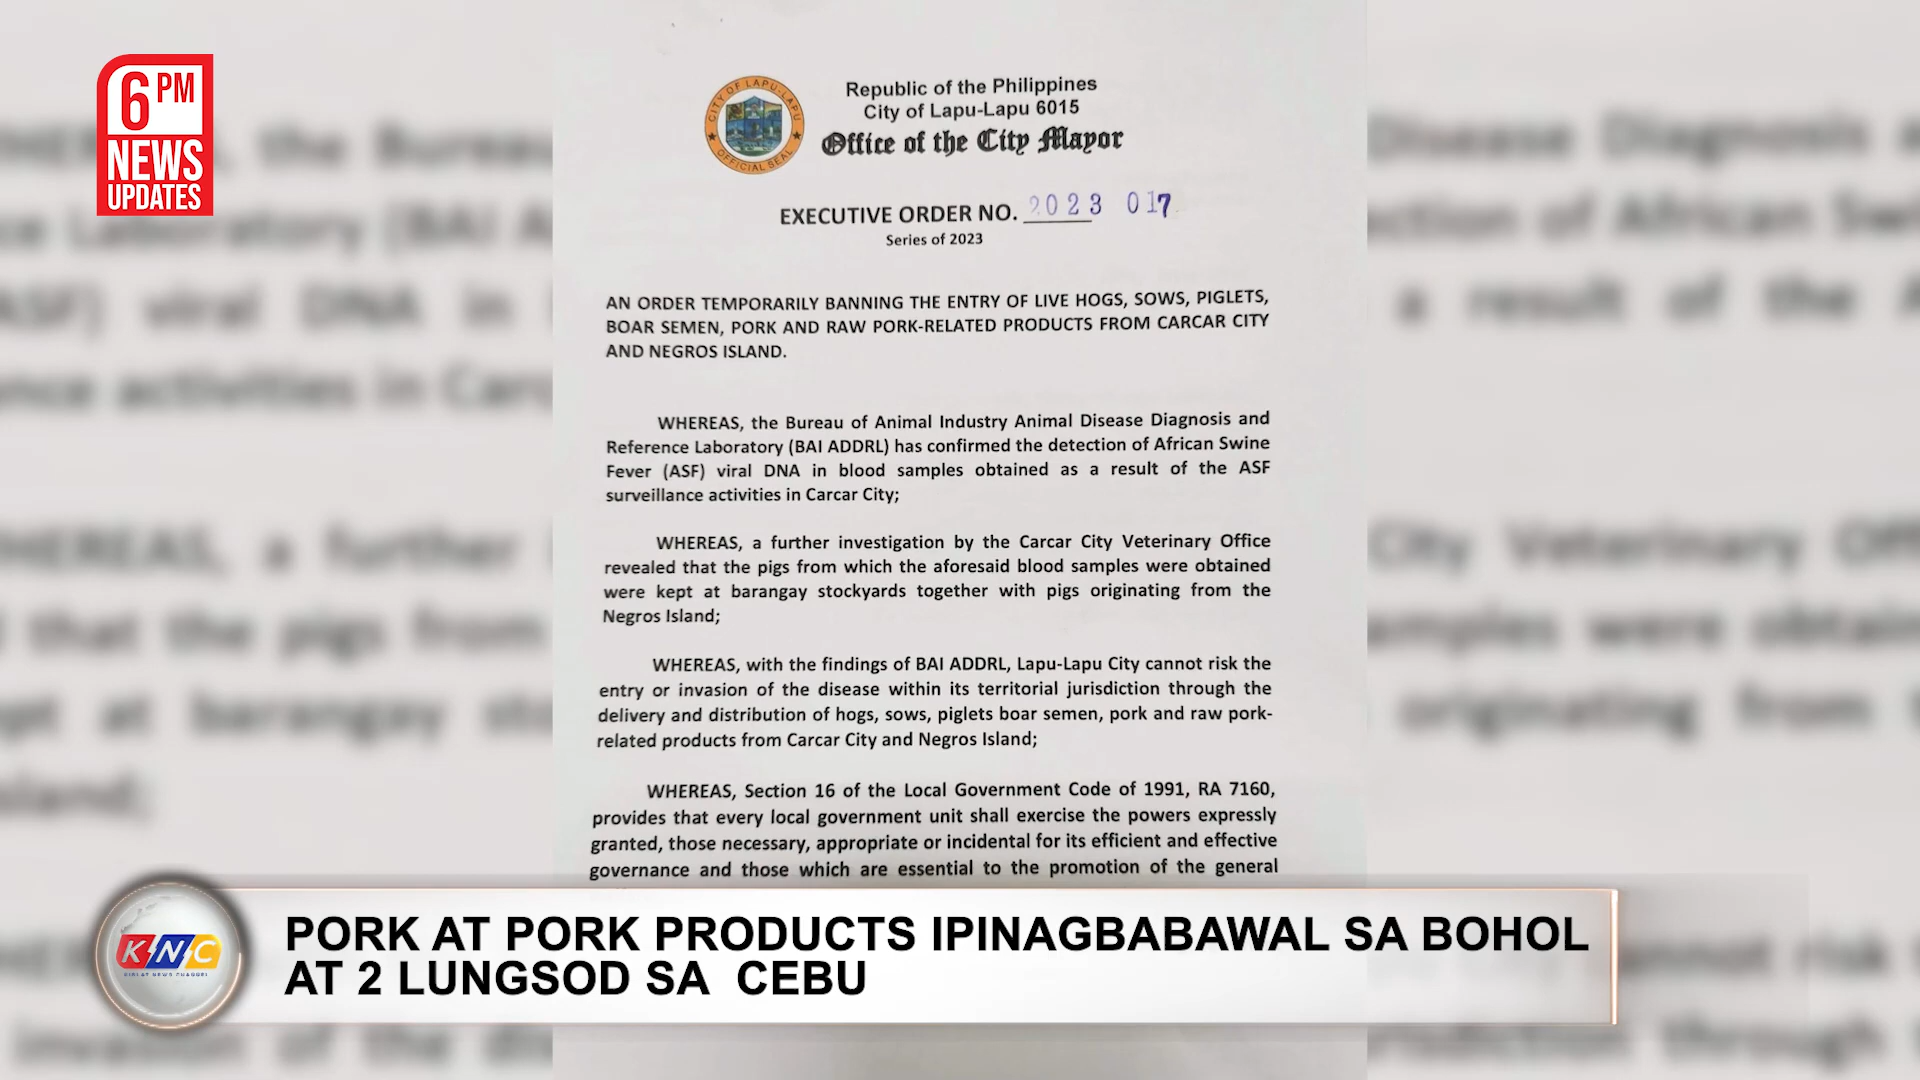 6 PM
NEWS
UPDATES
CITY OF LAPU-LAPU
OFFICIAL SEAL
Republic of the Philippines
City of Lapu-Lapu 6015
Office of the City Mayor
EXECUTIVE ORDER NO. 2023 017
Series of 2023
AN ORDER TEMPORARILY BANNING THE ENTRY OF LIVE HOGS, SOWS, PIGLETS,
BOAR SEMEN, PORK AND RAW PORK-RELATED PRODUCTS FROM CARCAR CITY
AND NEGROS ISLAND.
WHEREAS, the Bureau of Animal Industry Animal Disease Diagnosis and
Reference Laboratory (BAI ADDRL) has confirmed the detection of African Swine
Fever (ASF) viral DNA in blood samples obtained as a result of the ASF
surveillance activities in Carcar City;
WHEREAS, a further investigation by the Carcar City Veterinary Office
revealed that the pigs from which the aforesaid blood samples were obtained
were kept at barangay stockyards together with pigs originating from the
Negros Island;
WHEREAS, with the findings of BAI ADDRL, Lapu-Lapu City cannot risk the
entry or invasion of the disease within its territorial jurisdiction through the
delivery and distribution of hogs, sows, piglets boar semen, pork and raw pork-
related products from Carcar City and Negros Island;
WHEREAS, Section 16 of the Local Government Code of 1991, RA 7160,
provides that every local government unit shall exercise the powers expressly
granted, those necessary, appropriate or incidental for its efficient and effective
governance and those which are essential to the promotion of the general
KNC
PORK AT PORK PRODUCTS IPINAGBABAWAL SA BOHOL
AT 2 LUNGSOD SA CEBU